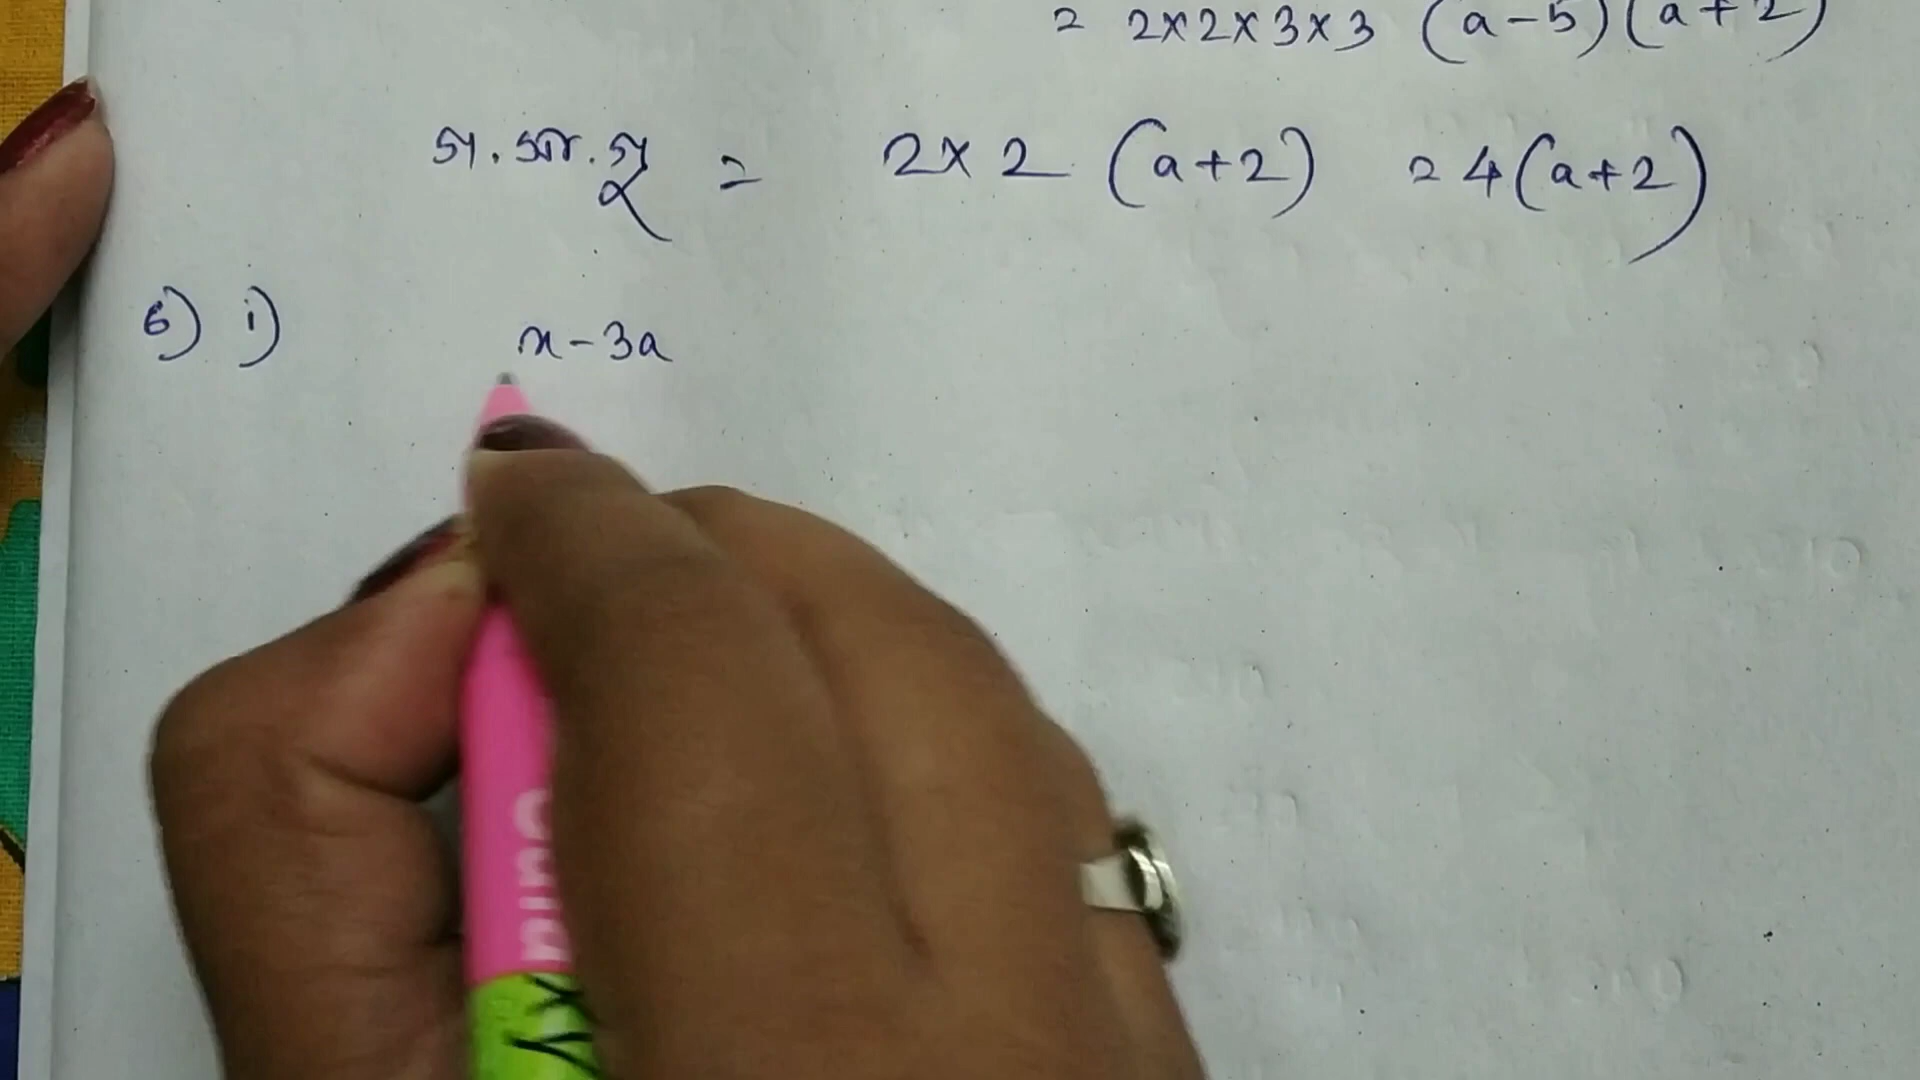 = 2×2×3×3 (a-5)(a+2)
গ.সা.গু = 2×2 (a+2) = 4(a+2)
6) i) x-3a